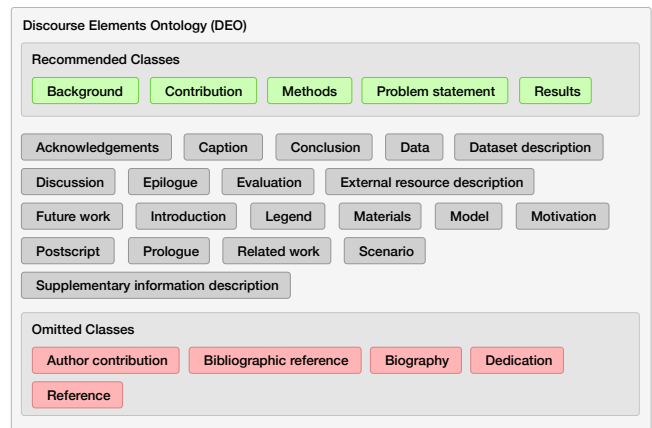 Discourse Elements Ontology (DEO)
Recommended Classes
Background Contribution Methods Problem statement Results
Acknowledgements Caption Conclusion Data Dataset description
Discussion Epilogue Evaluation External resource description
Future work Introduction Legend Materials Model Motivation
Postscript Prologue Related work Scenario
Supplementary information description
Omitted Classes
Author contribution Bibliographic reference Biography Dedication
Reference